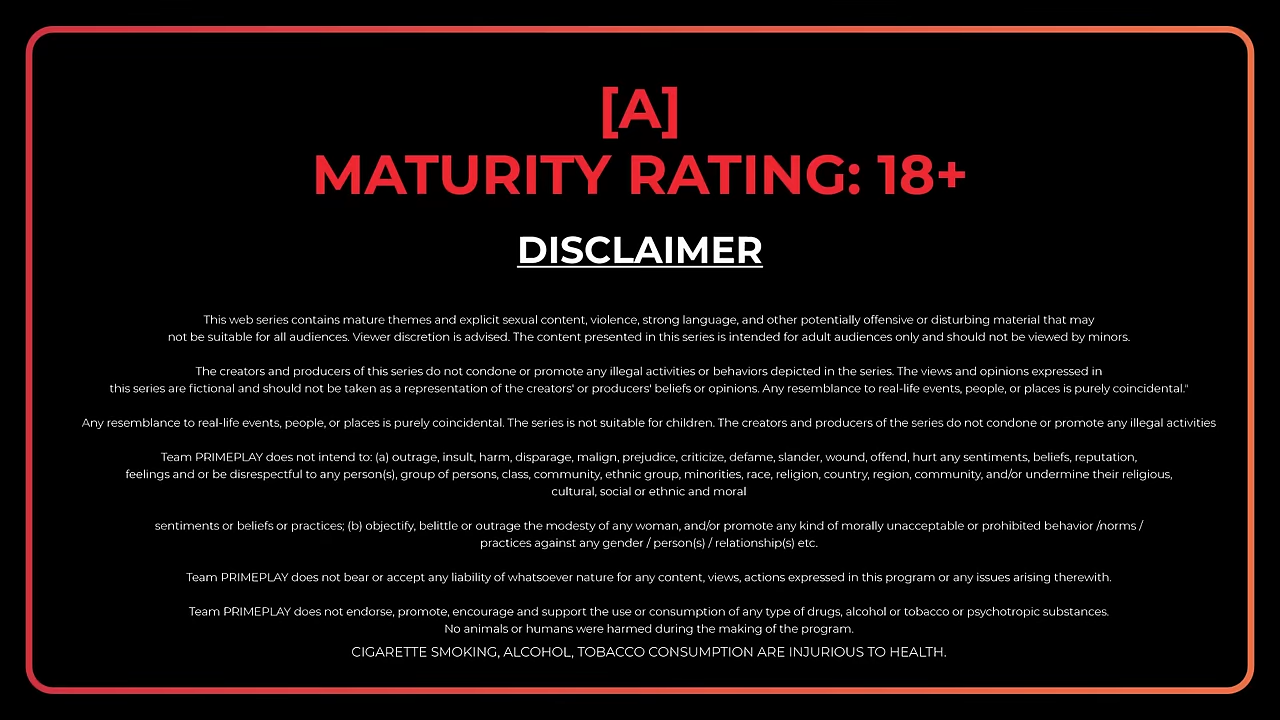 [A]
MATURITY RATING: 18+
DISCLAIMER
This web series contains mature themes and explicit sexual content, violence, strong language, and other potentially offensive or disturbing material that may
not be suitable for all audiences. Viewer discretion is advised. The content presented in this series is intended for adult audiences only and should not be viewed by minors.
The creators and producers of this series do not condone or promote any illegal activities or behaviors depicted in the series. The views and opinions expressed in
this series are fictional and should not be taken as a representation of the creators' or producers' beliefs or opinions. Any resemblance to real-life events, people, or places is purely coincidental."
Any resemblance to real-life events, people, or places is purely coincidental. The series is not suitable for children. The creators and producers of the series do not condone or promote any illegal activities
Team PRIMEPLAY does not intend to: (a) outrage, insult, harm, disparage, malign, prejudice, criticize, defame, slander, wound, offend, hurt any sentiments, beliefs, reputation,
feelings and or be disrespectful to any person(s), group of persons, class, community, ethnic group, minorities, race, religion, country, region, community, and/or undermine their religious,
cultural, social or ethnic and moral
sentiments or beliefs or practices; (b) objectify, belittle or outrage the modesty of any woman, and/or promote any kind of morally unacceptable or prohibited behavior /norms /
practices against any gender / person(s) / relationship(s) etc.
Team PRIMEPLAY does not bear or accept any liability of whatsoever nature for any content, views, actions expressed in this program or any issues arising therewith.
Team PRIMEPLAY does not endorse, promote, encourage and support the use or consumption of any type of drugs, alcohol or tobacco or psychotropic substances.
No animals or humans were harmed during the making of the program.
CIGARETTE SMOKING, ALCOHOL, TOBACCO CONSUMPTION ARE INJURIOUS TO HEALTH.